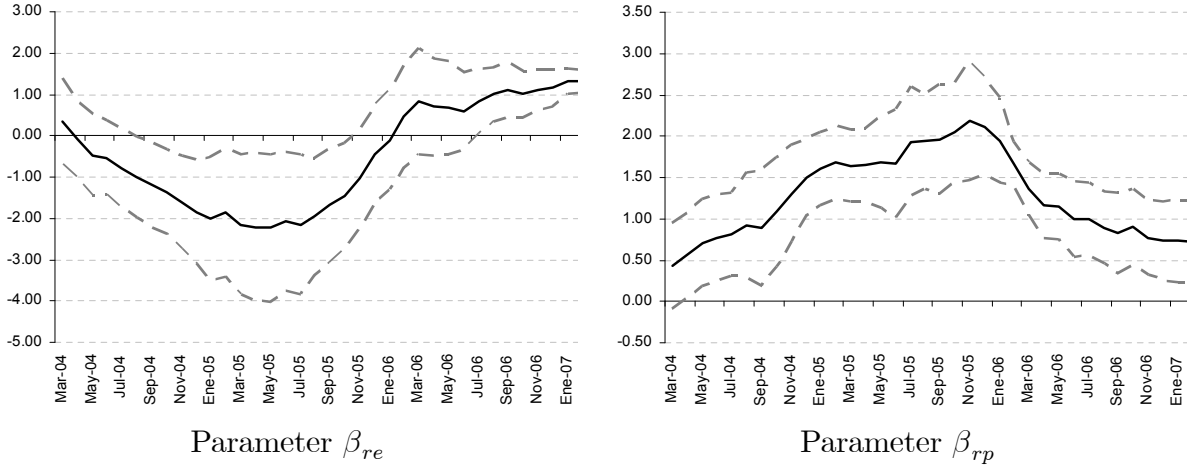 3.00
2.00
1.00
0.00
-1.00
-2.00
-3.00
-4.00
-5.00
Mar-04
May-04
Jul-04
Sep-04
Nov-04
Ene-05
Mar-05
May-05
Jul-05
Sep-05
Nov-05
Ene-06
Mar-06
May-06
Jul-06
Sep-06
Nov-06
Ene-07
Parameter β_re
3.50
3.00
2.50
2.00
1.50
1.00
0.50
0.00
-0.50
Mar-04
May-04
Jul-04
Sep-04
Nov-04
Ene-05
Mar-05
May-05
Jul-05
Sep-05
Nov-05
Ene-06
Mar-06
May-06
Jul-06
Sep-06
Nov-06
Ene-07
Parameter β_rp